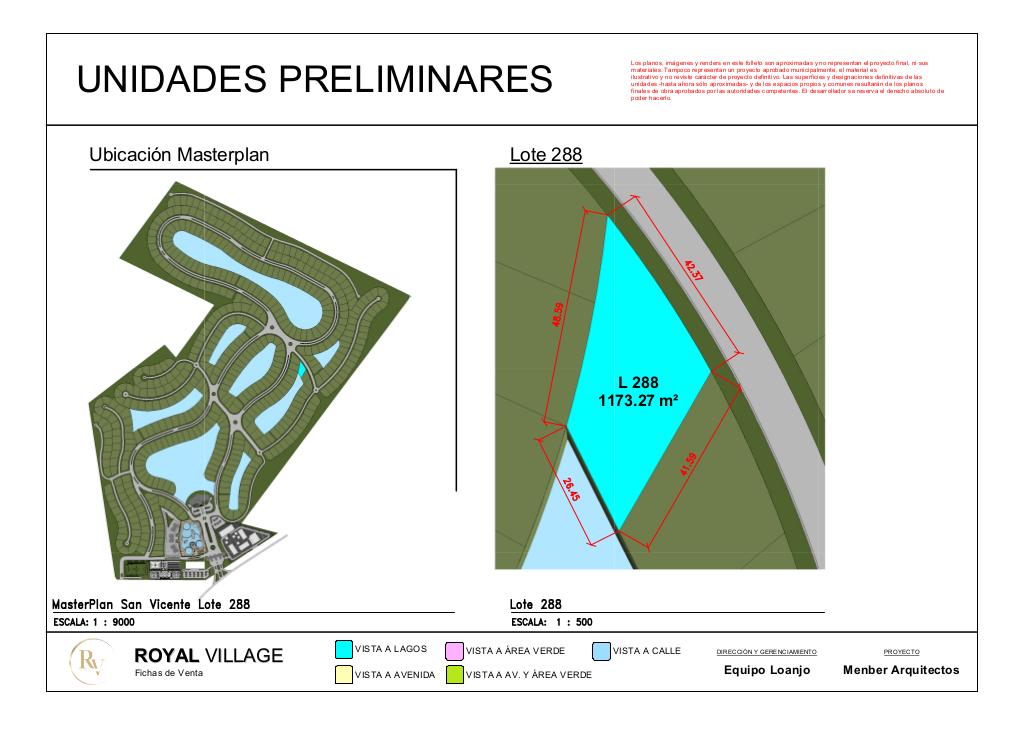 UNIDADES PRELIMINARES
Los planos, imágenes y renders en este folleto son aproximadas y no representan el proyecto final, ni sus
materiales. Tampoco representan un proyecto aprobado municipalmente, el material es
ilustrativo y no reviste carácter de proyecto definitivo. Las superficies y designaciones definitivas de las
unidades -hasta ahora sólo aproximadas- y de los espacios propios y comunes resultarán de los planos
finales de obra aprobados por las autoridades competentes. El desarrollador se reserva el derecho absoluto de
poder hacerlo.
Ubicación Masterplan
Lote 288
42.37
48.59
L 288
1173.27 m²
41.59
26.45
MasterPlan San Vicente Lote 288
ESCALA: 1 : 9000
Lote 288
ESCALA: 1 : 500
RV
ROYAL VILLAGE
Fichas de Venta
VISTA A LAGOS
VISTA A ÁREA VERDE
VISTA A CALLE
VISTA A AVENIDA
VISTA A AV. Y ÁREA VERDE
DIRECCIÓN Y GERENCIAMIENTO
Equipo Loanjo
PROYECTO
Menber Arquitectos